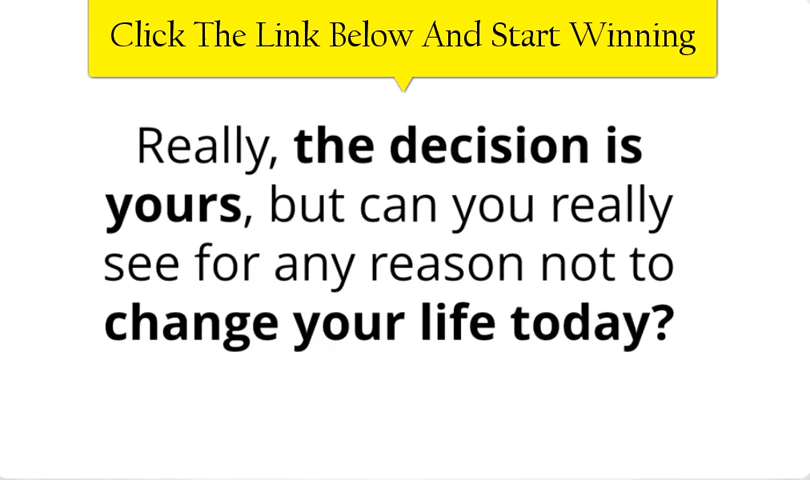 Click The Link Below And Start Winning
Really, the decision is
yours, but can you really
see for any reason not to
change your life today?